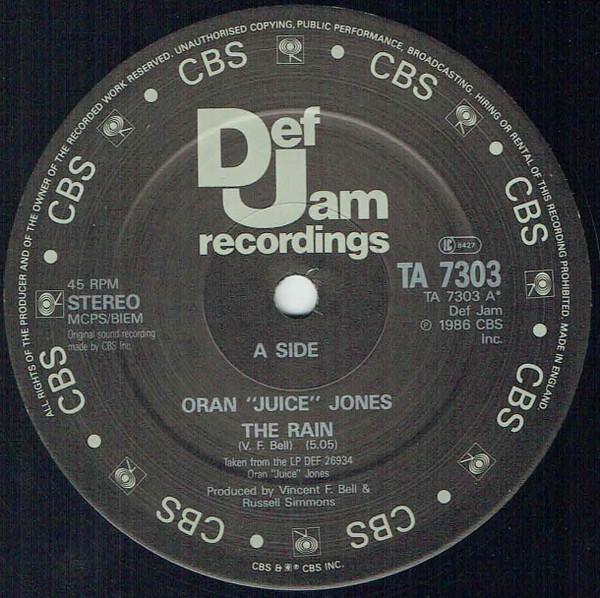 ALL RIGHTS OF THE PRODUCER AND OF THE OWNER OF THE RECORDED WORK RESERVED. UNAUTHORISED COPYING, PUBLIC PERFORMANCE, BROADCASTING, HIRING OR RENTAL OF THIS RECORDING PROHIBITED. MADE IN ENGLAND.
CBS
CBS
CBS
CBS
CBS
CBS
CBS
CBS
CBS
Def
Jam
recordings
LC 8427
45 RPM
STEREO
MCPS/BIEM
Original sound recording
made by CBS Inc.
TA 7303
TA 7303 A*
Def Jam
℗ 1986 CBS
Inc.
A SIDE
ORAN "JUICE" JONES
THE RAIN
(V. F. Bell) (5.05)
Taken from the LP DEF 26934
Oran "Juice" Jones
Produced by Vincent F. Bell &
Russell Simmons
CBS & ® CBS INC.